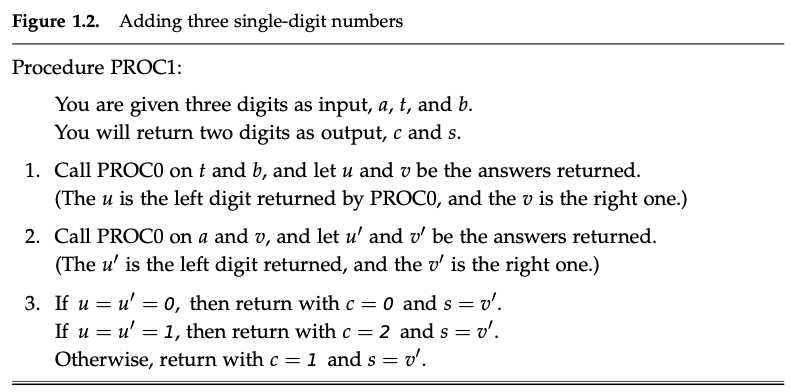 Figure 1.2. Adding three single-digit numbers
Procedure PROC1:
You are given three digits as input, a, t, and b.
You will return two digits as output, c and s.
1. Call PROC0 on t and b, and let u and v be the answers returned.
(The u is the left digit returned by PROC0, and the v is the right one.)
2. Call PROC0 on a and v, and let u′ and v′ be the answers returned.
(The u′ is the left digit returned, and the v′ is the right one.)
3. If u = u′ = 0, then return with c = 0 and s = v′.
If u = u′ = 1, then return with c = 2 and s = v′.
Otherwise, return with c = 1 and s = v′.